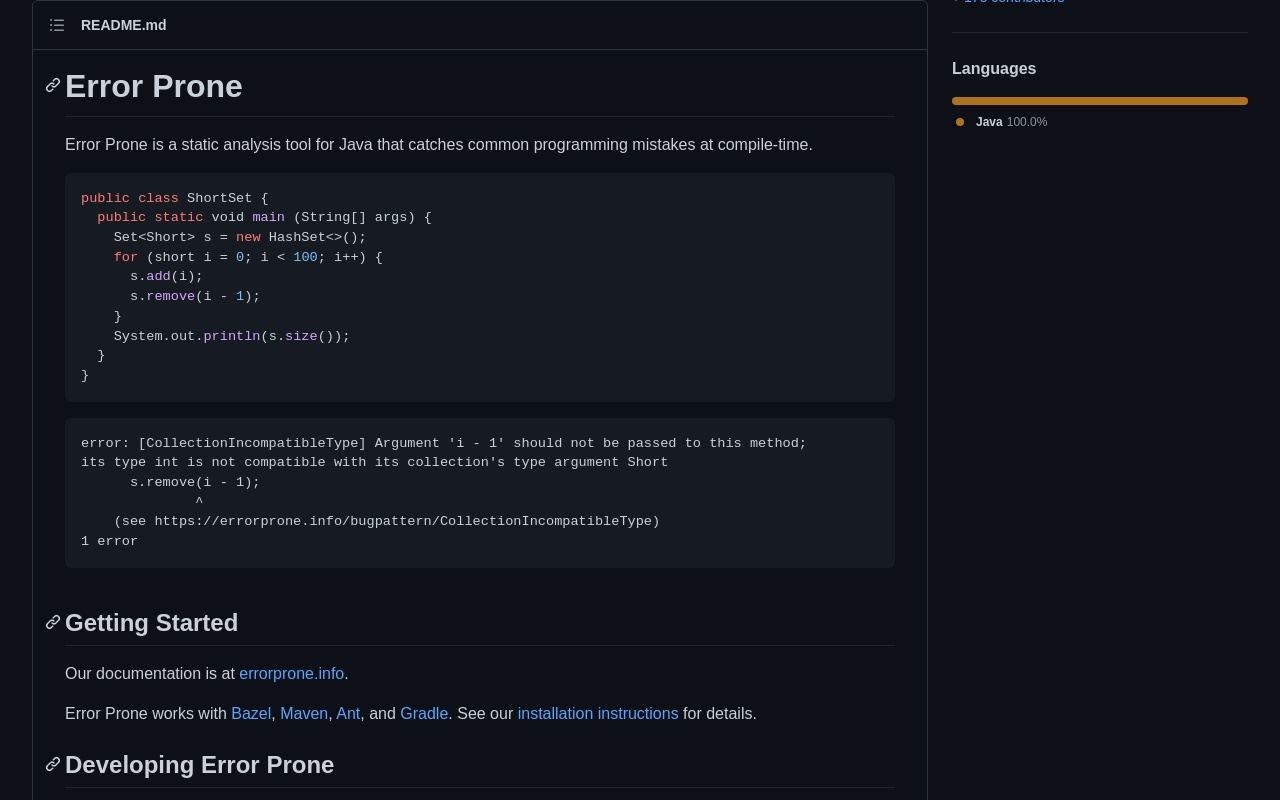 README.md
Error Prone
Error Prone is a static analysis tool for Java that catches common programming mistakes at compile-time.
public class ShortSet {
  public static void main (String[] args) {
    Set<Short> s = new HashSet<>();
    for (short i = 0; i < 100; i++) {
      s.add(i);
      s.remove(i - 1);
    }
    System.out.println(s.size());
  }
}
error: [CollectionIncompatibleType] Argument 'i - 1' should not be passed to this method;
its type int is not compatible with its collection's type argument Short
      s.remove(i - 1);
              ^
    (see https://errorprone.info/bugpattern/CollectionIncompatibleType)
1 error
Getting Started
Our documentation is at errorprone.info.
Error Prone works with Bazel, Maven, Ant, and Gradle. See our installation instructions for details.
Developing Error Prone
contributors
Languages
Java 100.0%